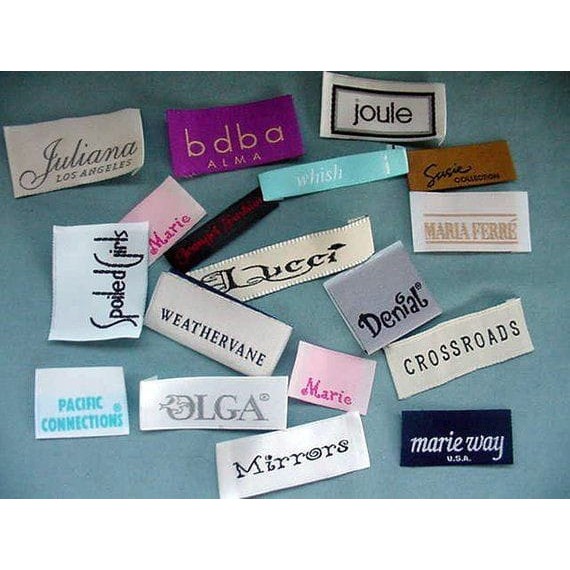 Juliana
LOS ANGELES
bdba
ALMA
joule
whish
Susie
COLLECTION
Marie
MARIA FERRÉ
Spoiled Girls
Lucci
Denial®
WEATHERVANE
CROSSROADS
PACIFIC
CONNECTIONS®
OLGA®
Marie
Mirrors
marie way
U.S.A.